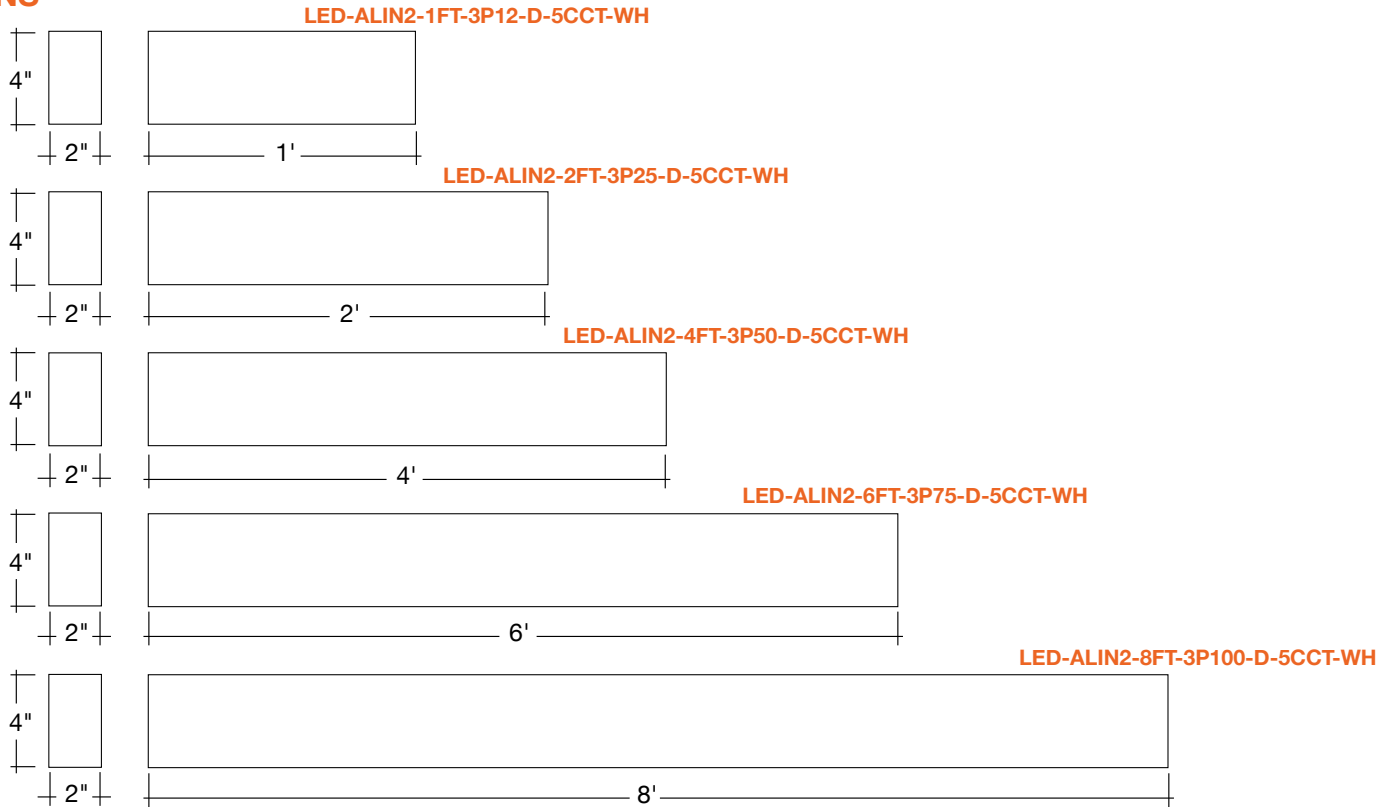 NS
LED-ALIN2-1FT-3P12-D-5CCT-WH
4"
2"
1'
LED-ALIN2-2FT-3P25-D-5CCT-WH
4"
2"
2'
LED-ALIN2-4FT-3P50-D-5CCT-WH
4"
2"
4'
LED-ALIN2-6FT-3P75-D-5CCT-WH
4"
2"
6'
LED-ALIN2-8FT-3P100-D-5CCT-WH
4"
2"
8'